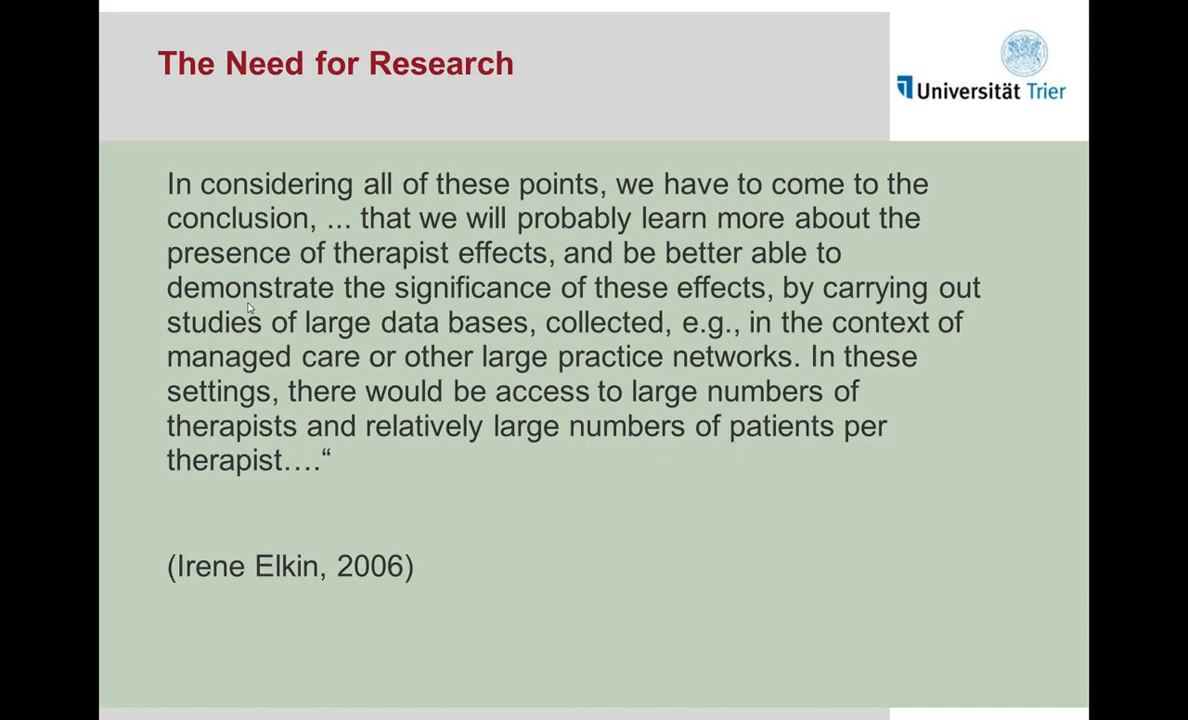 The Need for Research
Universität Trier
In considering all of these points, we have to come to the
conclusion, ... that we will probably learn more about the
presence of therapist effects, and be better able to
demonstrate the significance of these effects, by carrying out
studies of large data bases, collected, e.g., in the context of
managed care or other large practice networks. In these
settings, there would be access to large numbers of
therapists and relatively large numbers of patients per
therapist….“
(Irene Elkin, 2006)